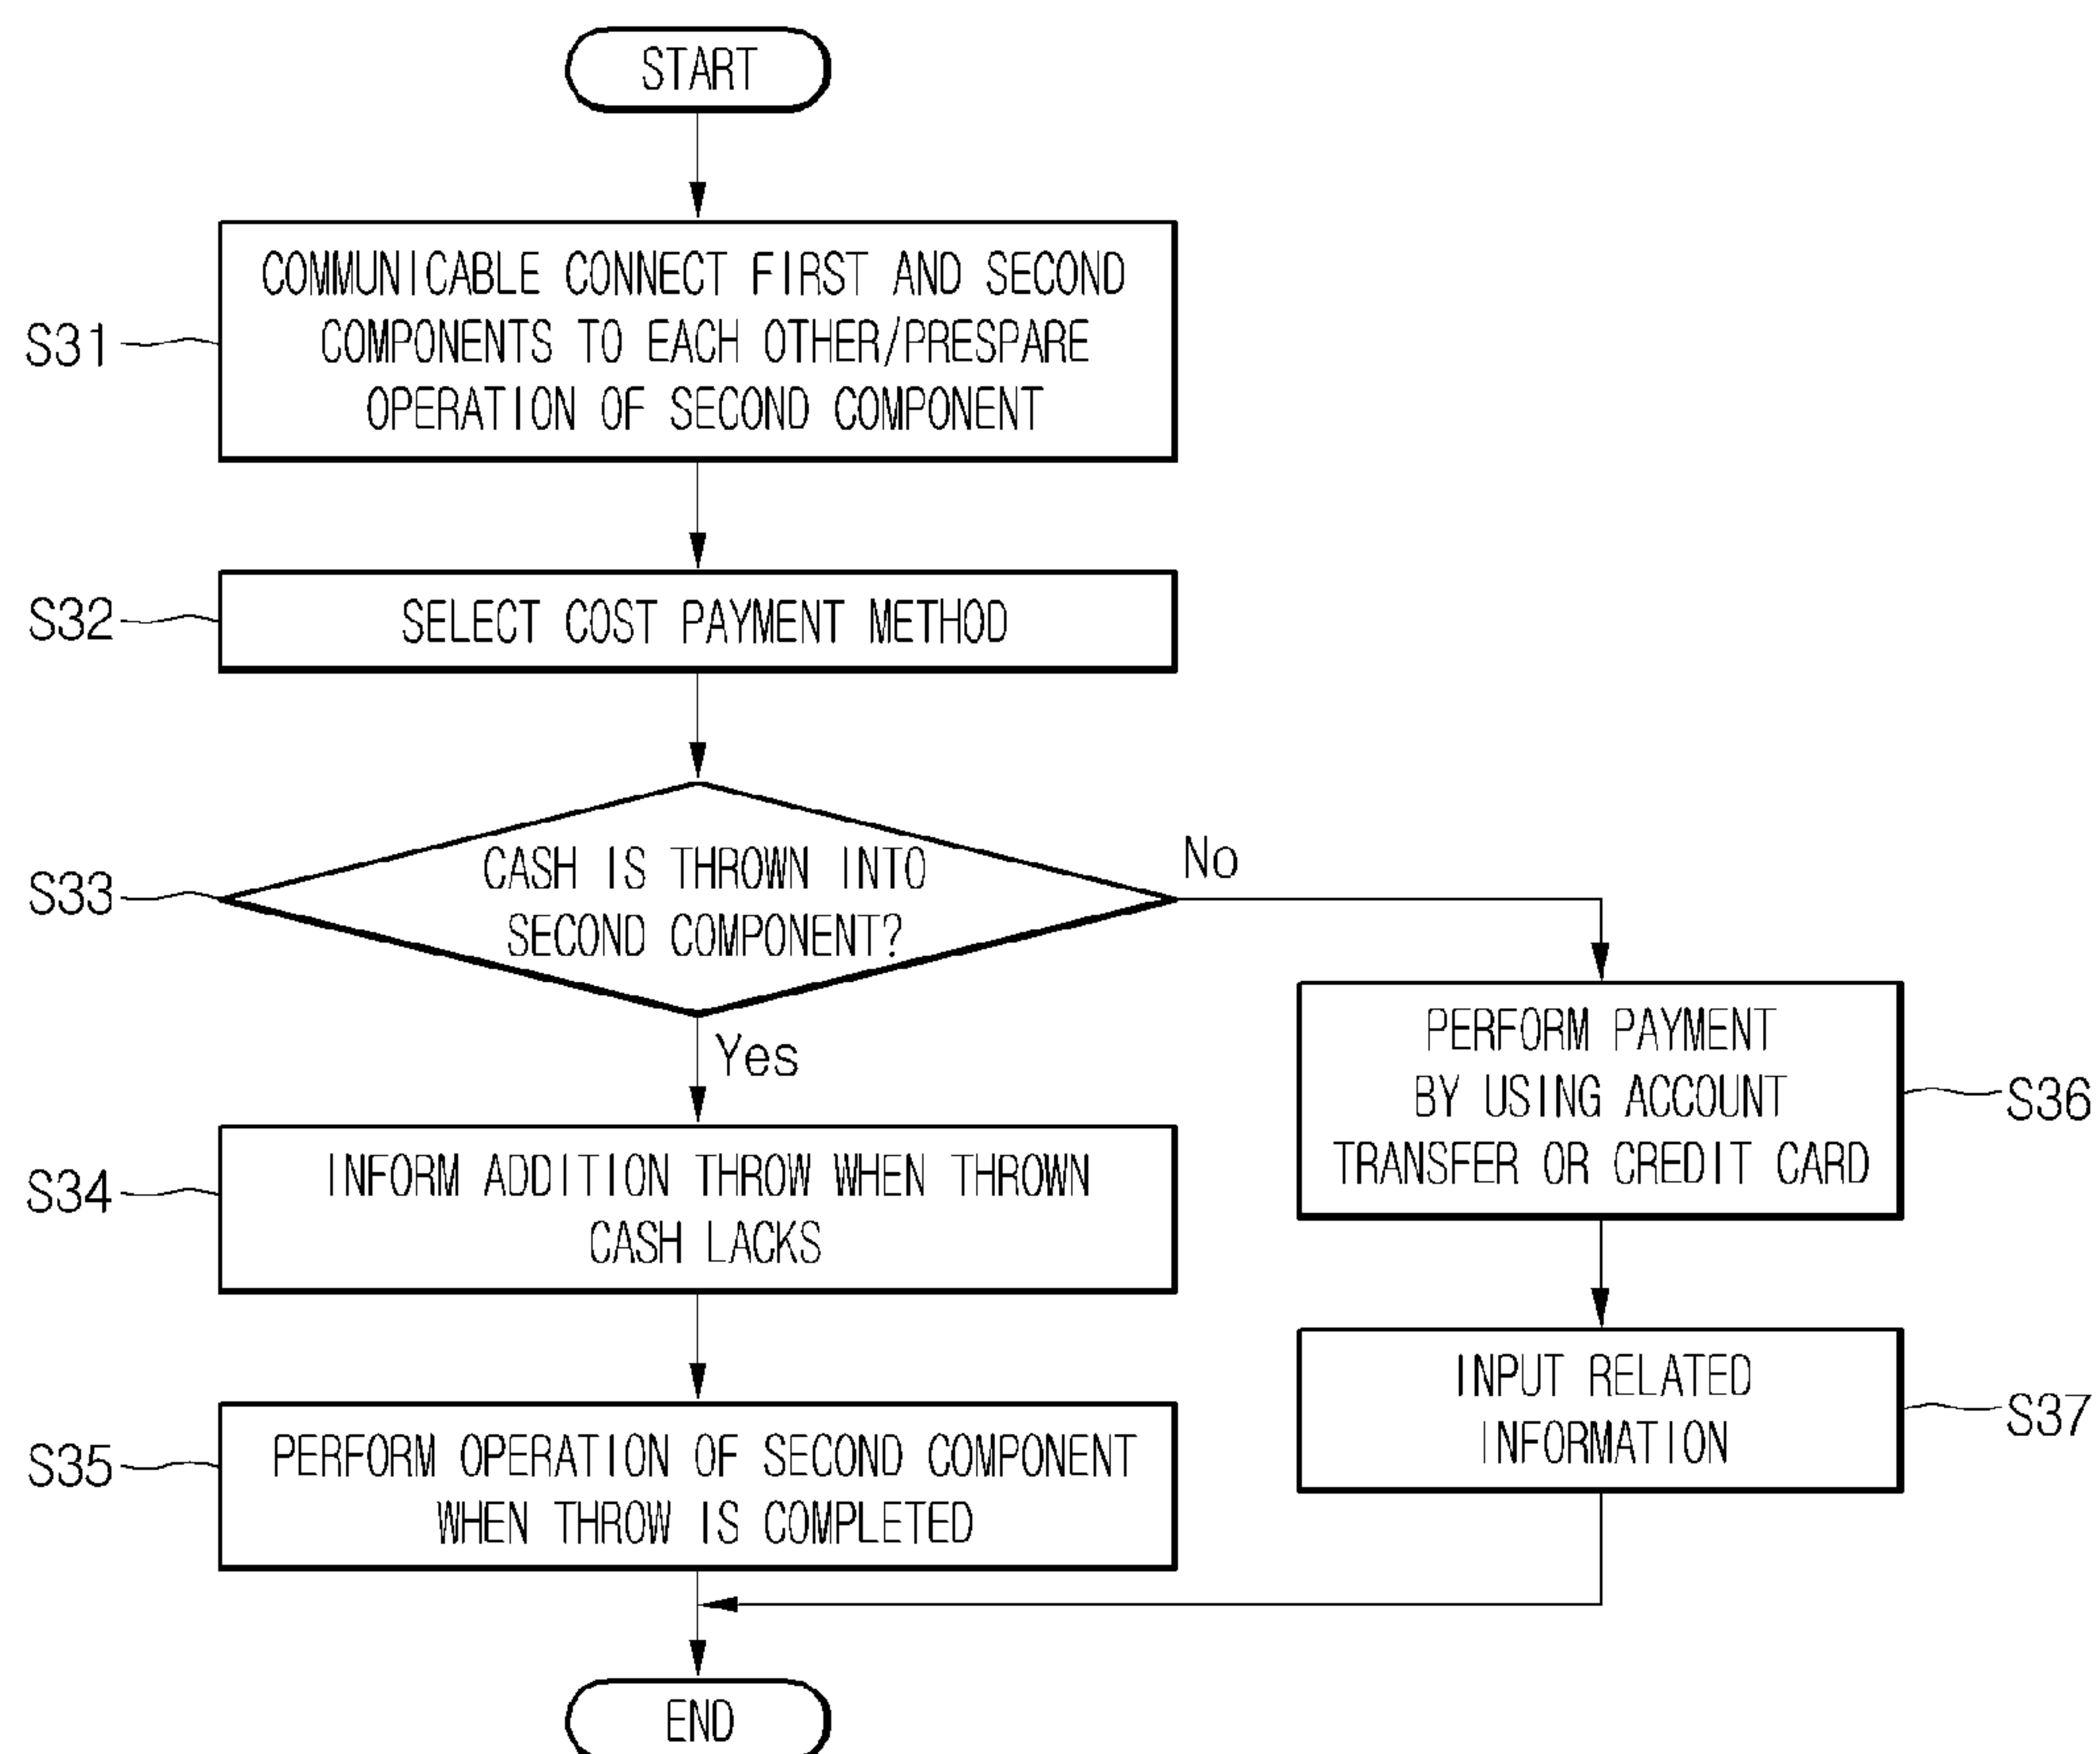 START
S31
COMMUNICABLE CONNECT FIRST AND SECOND
COMPONENTS TO EACH OTHER/PRESPARE
OPERATION OF SECOND COMPONENT
S32
SELECT COST PAYMENT METHOD
S33
CASH IS THROWN INTO
SECOND COMPONENT?
No
Yes
S34
INFORM ADDITION THROW WHEN THROWN
CASH LACKS
S35
PERFORM OPERATION OF SECOND COMPONENT
WHEN THROW IS COMPLETED
PERFORM PAYMENT
BY USING ACCOUNT
TRANSFER OR CREDIT CARD
S36
INPUT RELATED
INFORMATION
S37
END